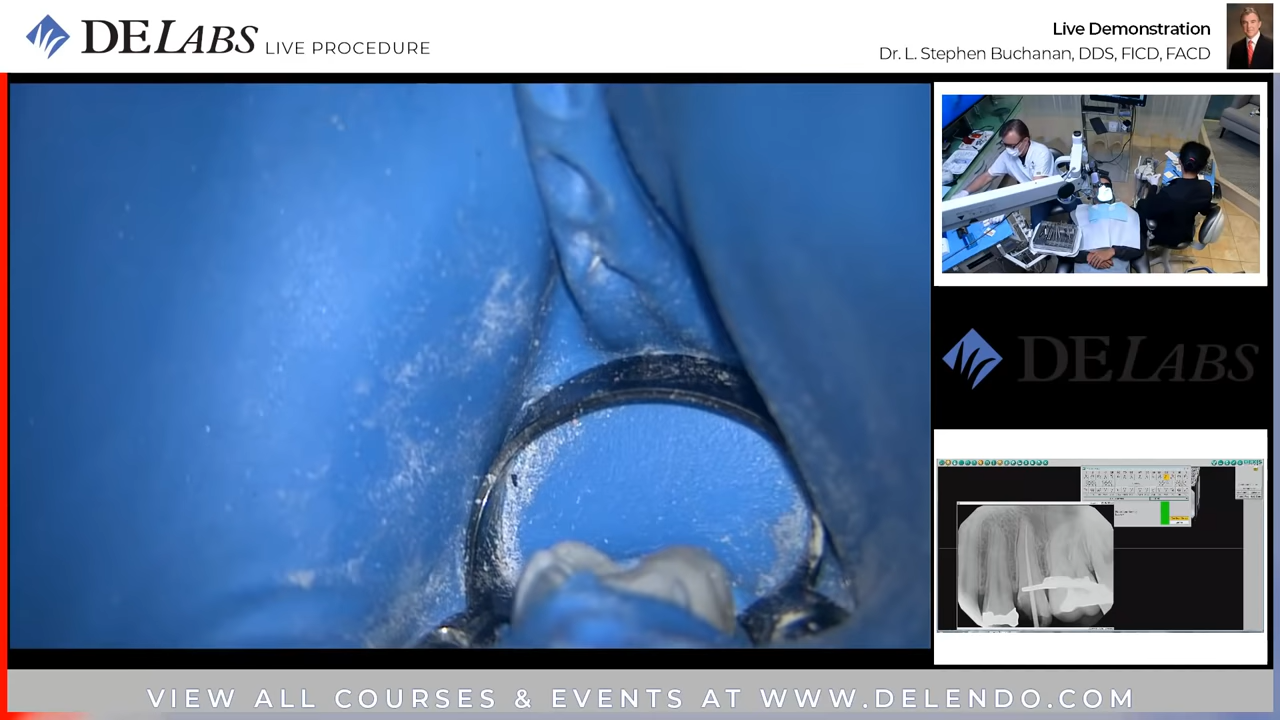 DELABS LIVE PROCEDURE
Live Demonstration
Dr. L. Stephen Buchanan, DDS, FICD, FACD
DELABS
VIEW ALL COURSES & EVENTS AT WWW.DELENDO.COM